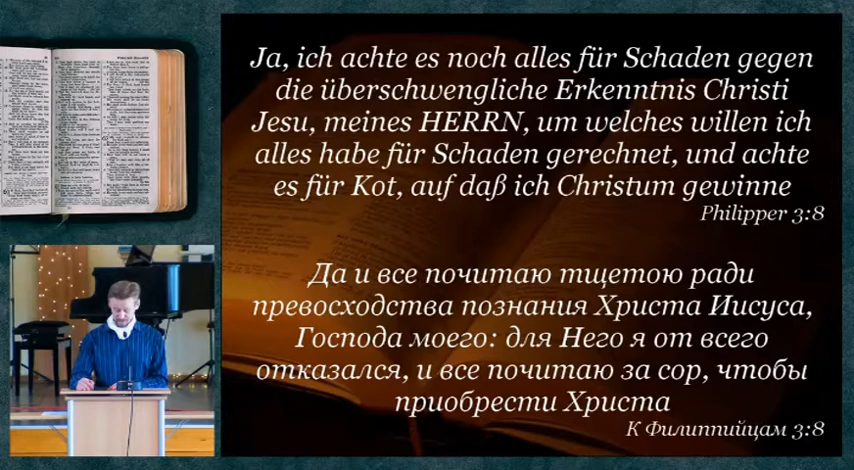 Ja, ich achte es noch alles für Schaden gegen
die überschwengliche Erkenntnis Christi
Jesu, meines HERRN, um welches willen ich
alles habe für Schaden gerechnet, und achte
es für Kot, auf daß ich Christum gewinne
Philipper 3:8
Да и все почитаю тщетою ради
превосходства познания Христа Иисуса,
Господа моего: для Него я от всего
отказался, и все почитаю за сор, чтобы
приобрести Христа
К Филиппийцам 3:8